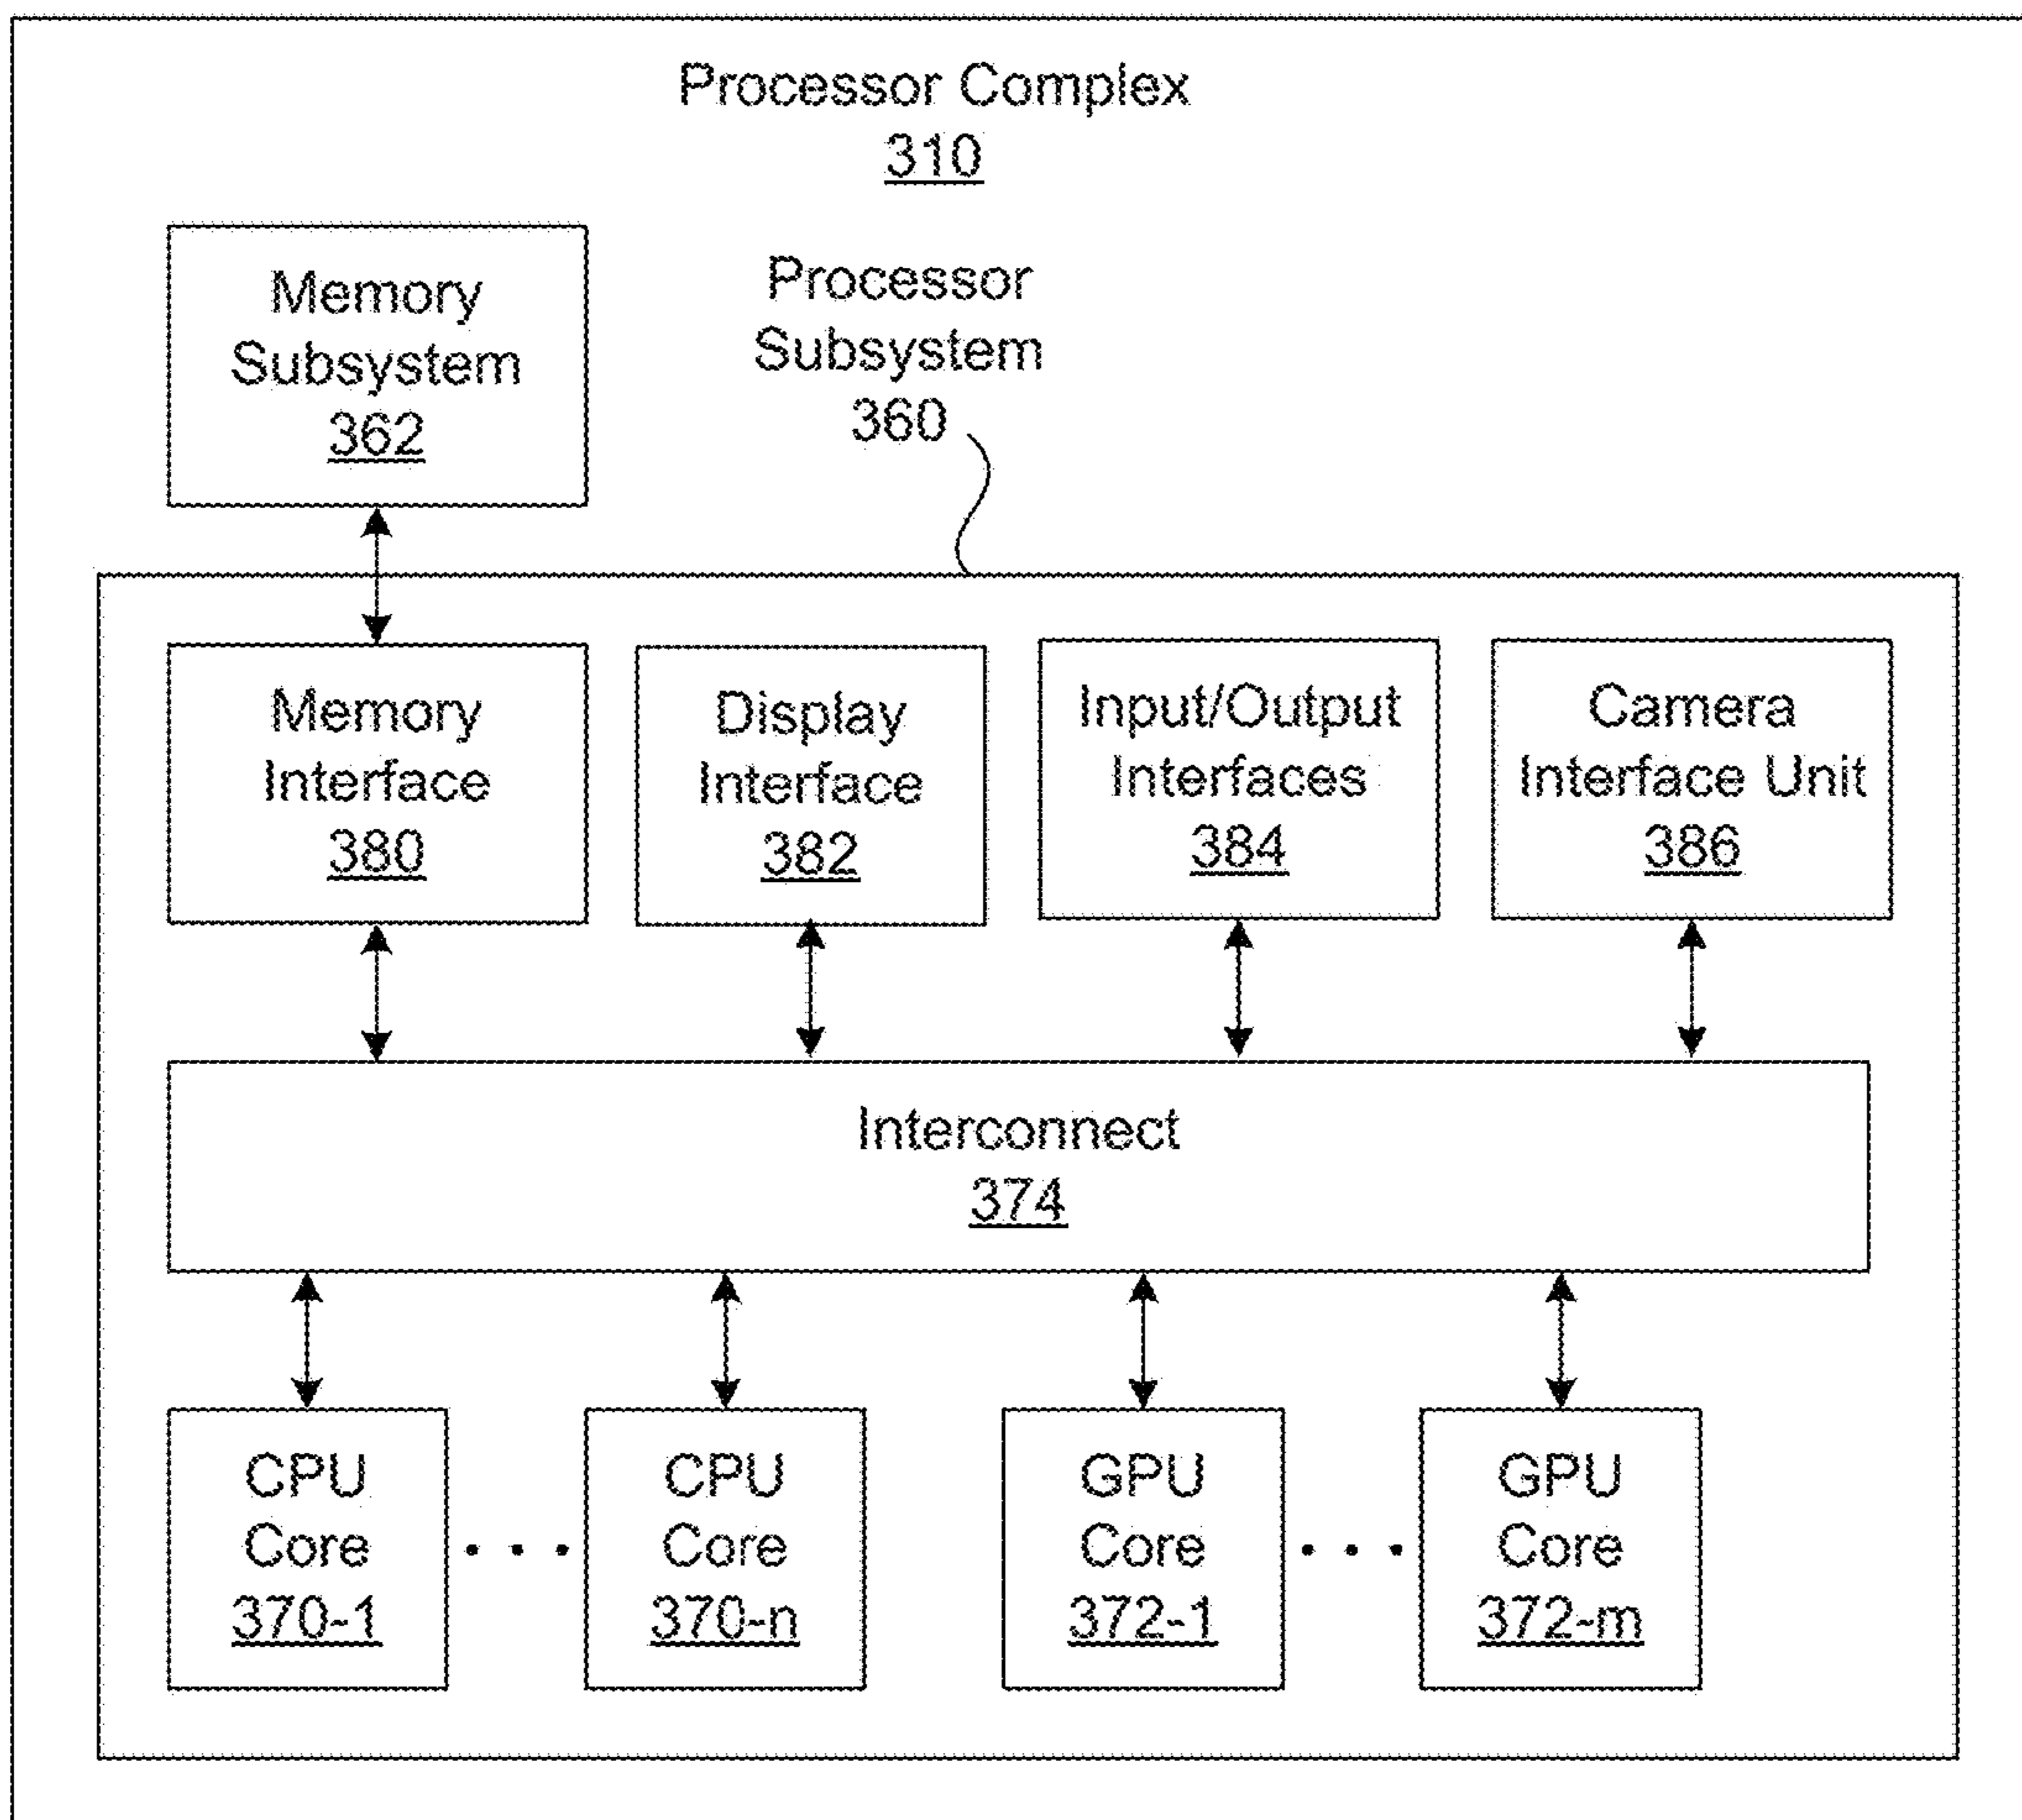 Processor Complex
310
Memory
Subsystem
362
Processor
Subsystem
360
Memory
Interface
380
Display
Interface
382
Input/Output
Interfaces
384
Camera
Interface Unit
386
Interconnect
374
CPU
Core
370-1
. . .
CPU
Core
370-n
GPU
Core
372-1
. . .
GPU
Core
372-m